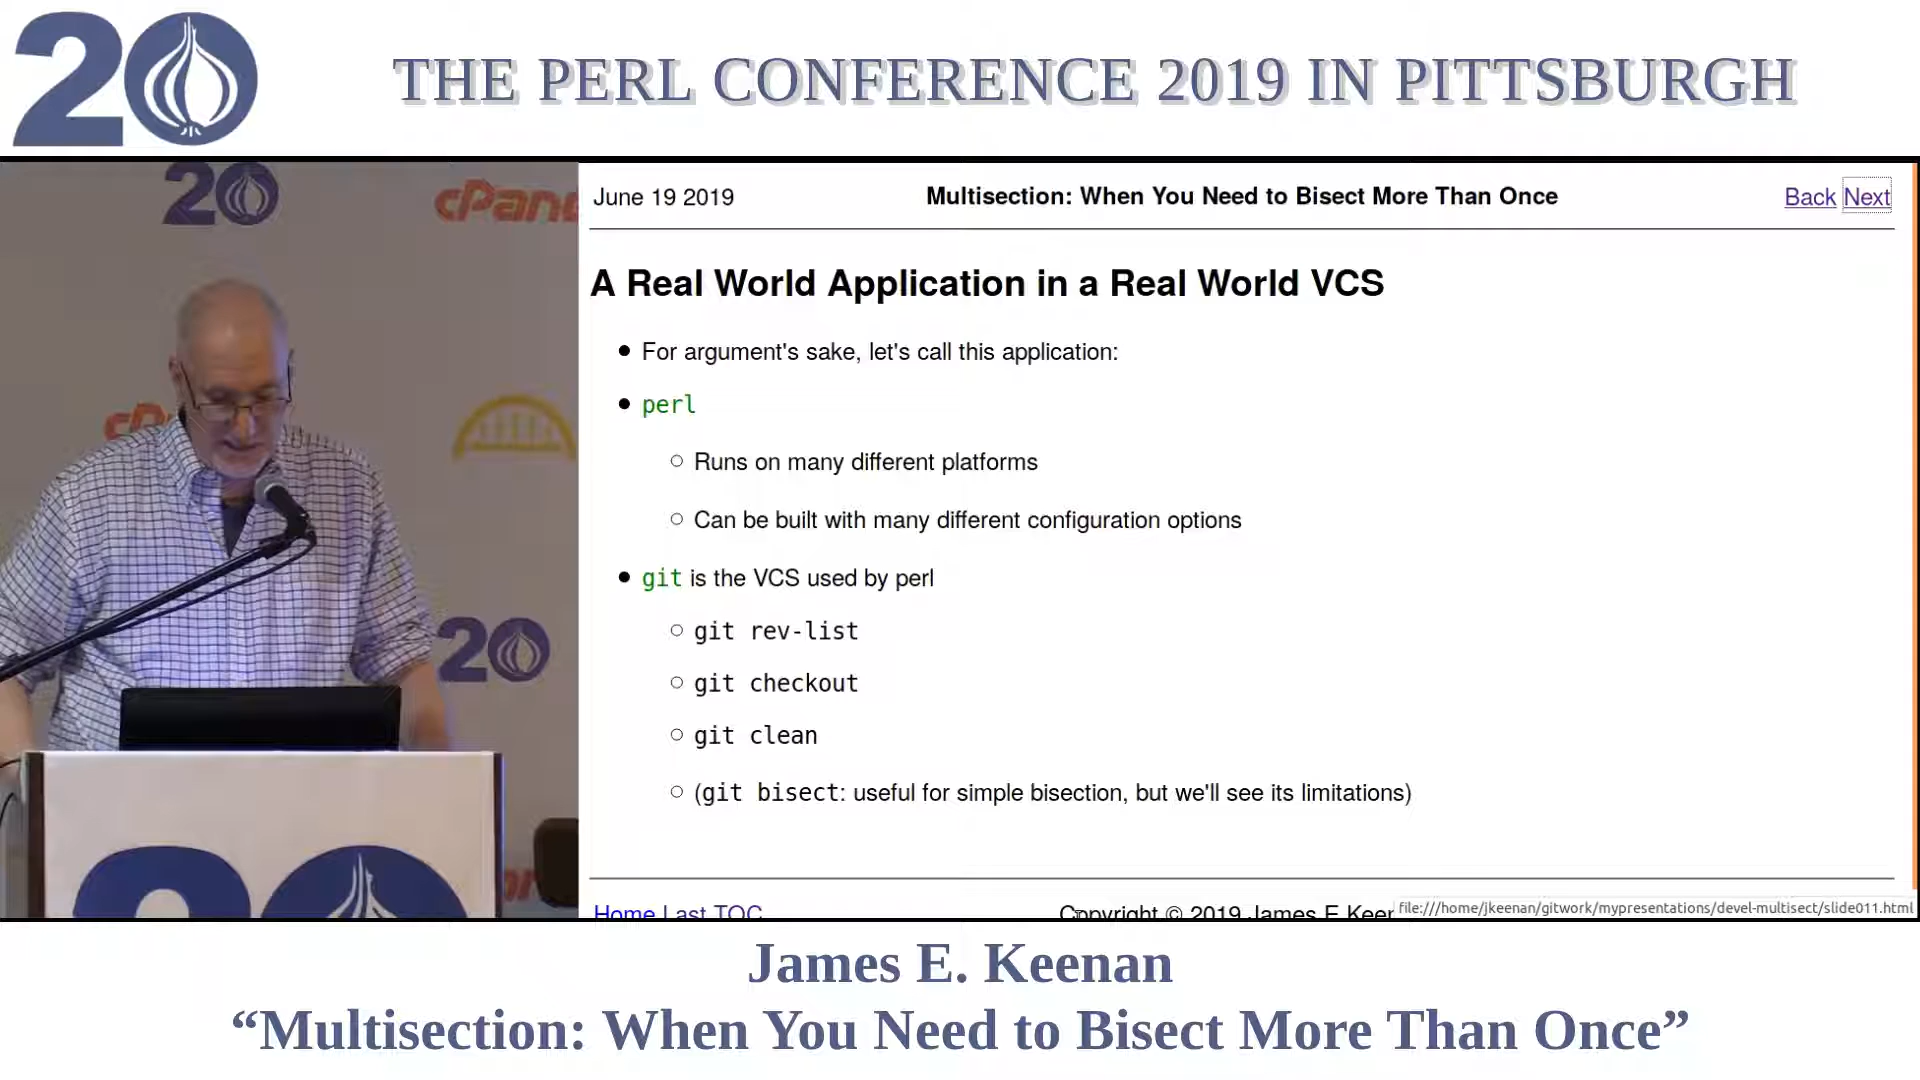 20
THE PERL CONFERENCE 2019 IN PITTSBURGH
20
cPane
June 19 2019
Multisection: When You Need to Bisect More Than Once
Back Next
A Real World Application in a Real World VCS
For argument's sake, let's call this application:
perl
Runs on many different platforms
Can be built with many different configuration options
git is the VCS used by perl
git rev-list
git checkout
git clean
(git bisect: useful for simple bisection, but we'll see its limitations)
20
Home Last TOC
Copyright © 2019 James E Keer
file:///home/jkeenan/gitwork/mypresentations/devel-multisect/slide011.html
James E. Keenan
“Multisection: When You Need to Bisect More Than Once”